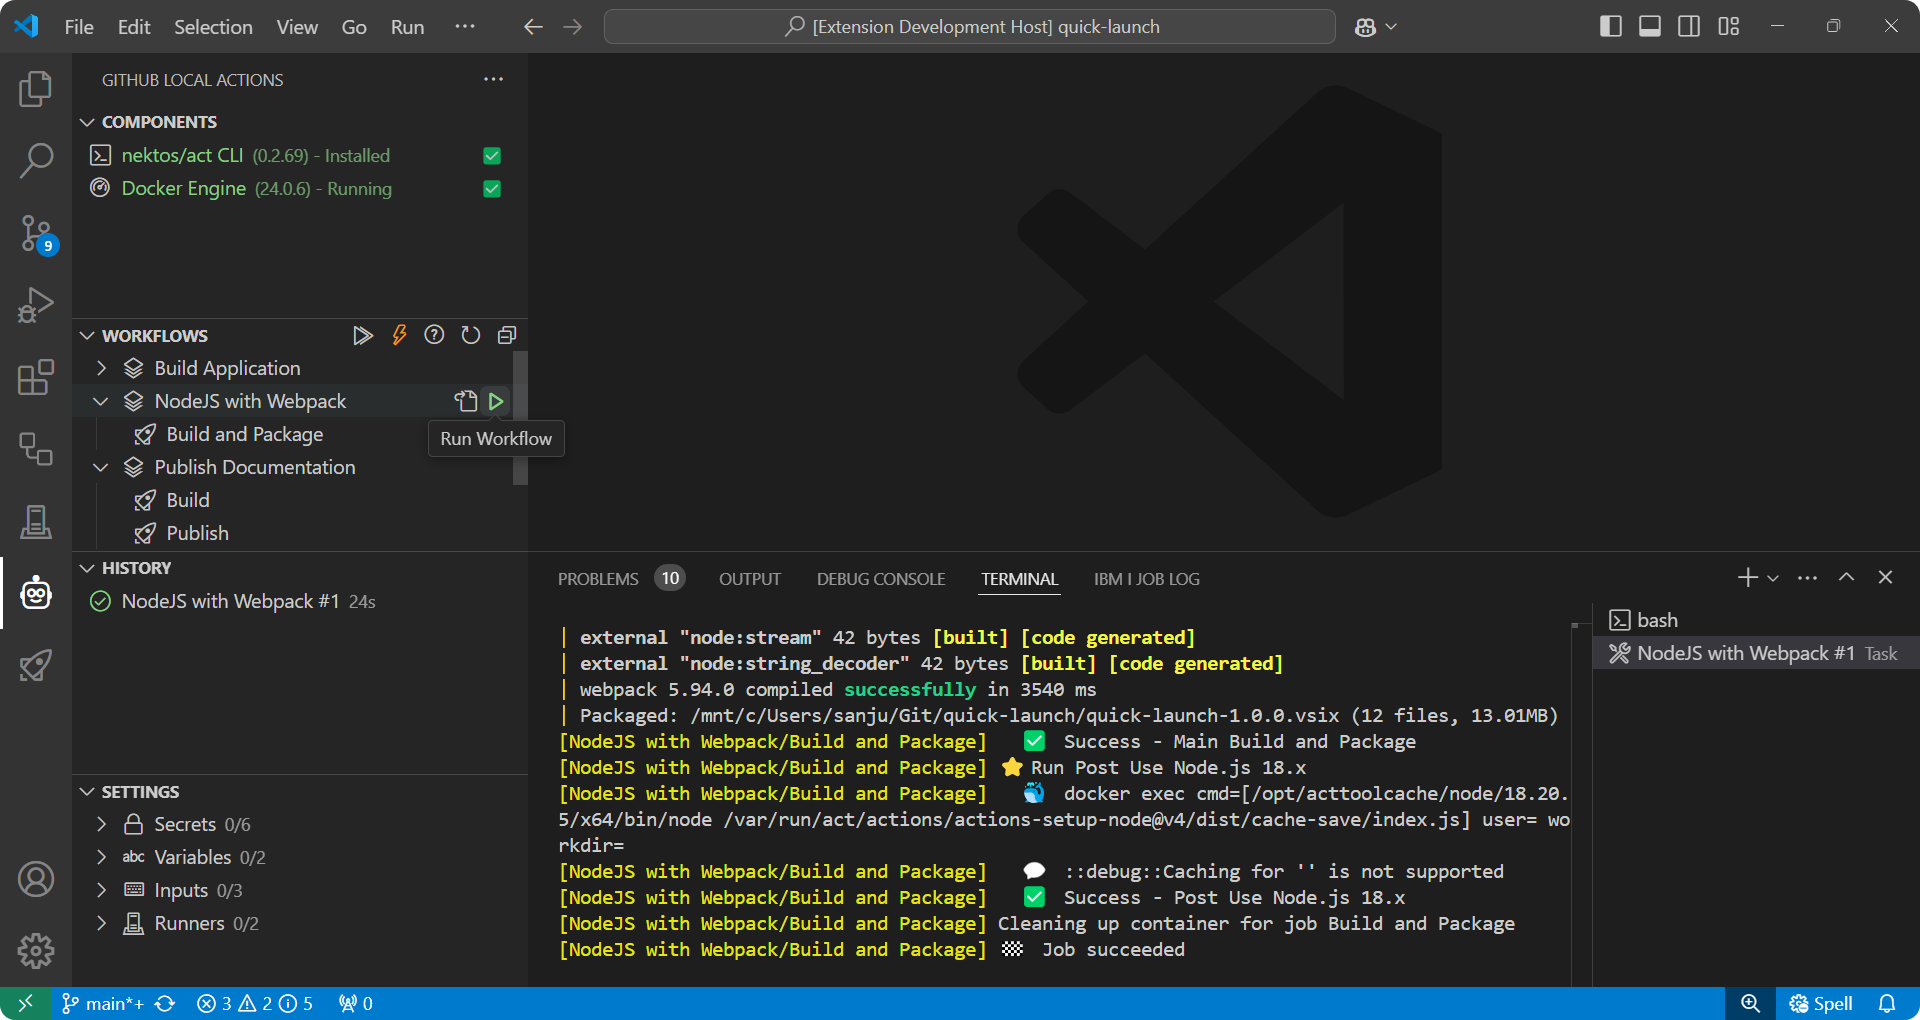 File Edit Selection View Go Run ··· [Extension Development Host] quick-launch
GITHUB LOCAL ACTIONS
COMPONENTS
nektos/act CLI (0.2.69) - Installed
Docker Engine (24.0.6) - Running
9
WORKFLOWS
Build Application
NodeJS with Webpack
Run Workflow
Build and Package
Publish Documentation
Build
Publish
HISTORY
NodeJS with Webpack #1 24s
SETTINGS
Secrets 0/6
abc Variables 0/2
Inputs 0/3
Runners 0/2
PROBLEMS 10 OUTPUT DEBUG CONSOLE TERMINAL IBM I JOB LOG
| external "node:stream" 42 bytes [built] [code generated]
| external "node:string_decoder" 42 bytes [built] [code generated]
| webpack 5.94.0 compiled successfully in 3540 ms
| Packaged: /mnt/c/Users/sanju/Git/quick-launch/quick-launch-1.0.0.vsix (12 files, 13.01MB)
[NodeJS with Webpack/Build and Package] ✅ Success - Main Build and Package
[NodeJS with Webpack/Build and Package] ⭐ Run Post Use Node.js 18.x
[NodeJS with Webpack/Build and Package] 🐳 docker exec cmd=[/opt/acttoolcache/node/18.20.
5/x64/bin/node /var/run/act/actions/actions-setup-node@v4/dist/cache-save/index.js] user= wo
rkdir=
[NodeJS with Webpack/Build and Package] 💬 ::debug::Caching for '' is not supported
[NodeJS with Webpack/Build and Package] ✅ Success - Post Use Node.js 18.x
[NodeJS with Webpack/Build and Package] Cleaning up container for job Build and Package
[NodeJS with Webpack/Build and Package] 🏁 Job succeeded
bash
NodeJS with Webpack #1 Task
main*+ 3 2 5 0 Spell